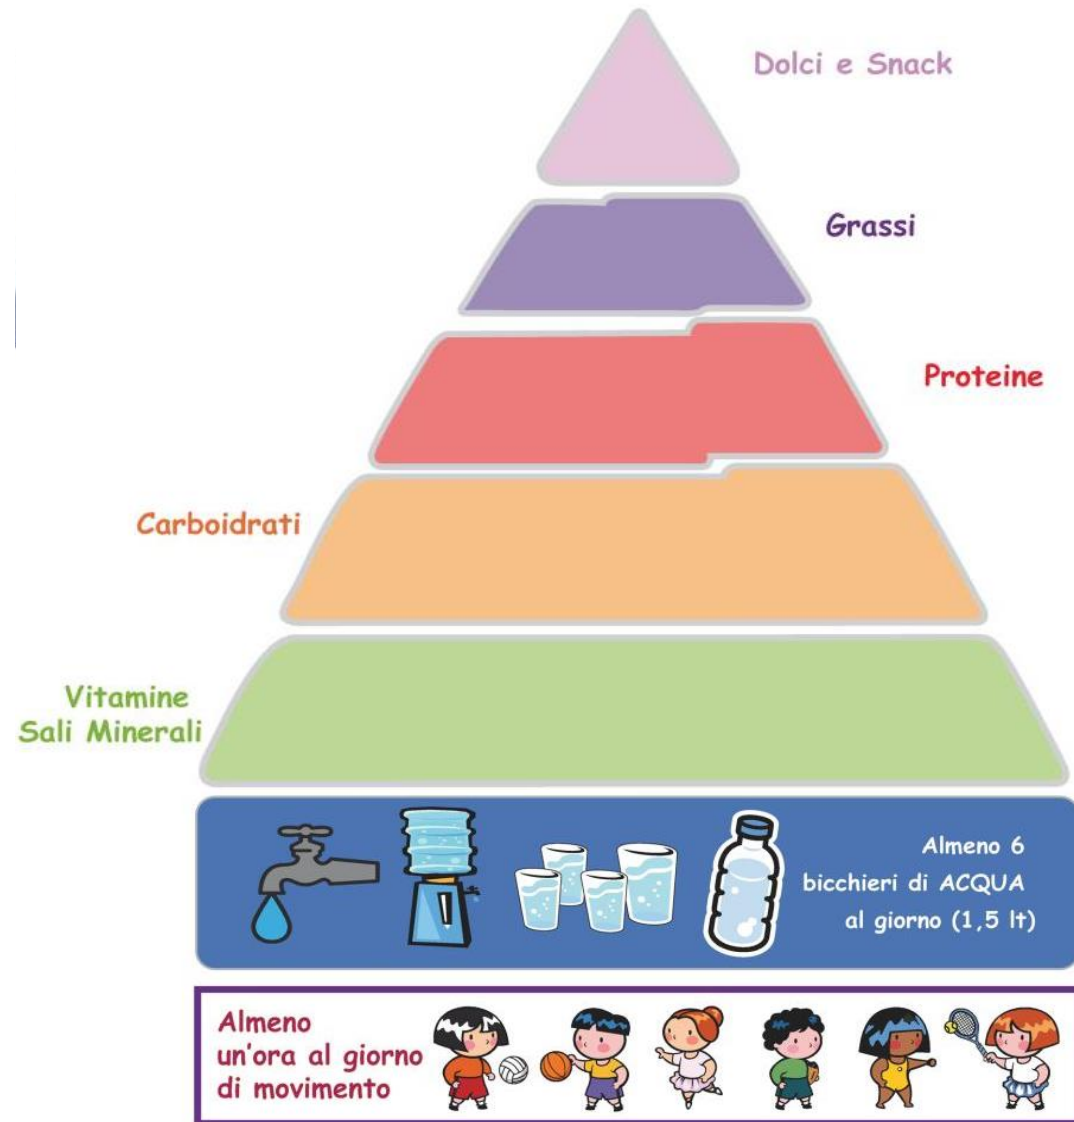 Dolci e Snack
Grassi
Proteine
Carboidrati
Vitamine
Sali Minerali
Almeno 6
bicchieri di ACQUA
al giorno (1,5 lt)
Almeno
un'ora al giorno
di movimento